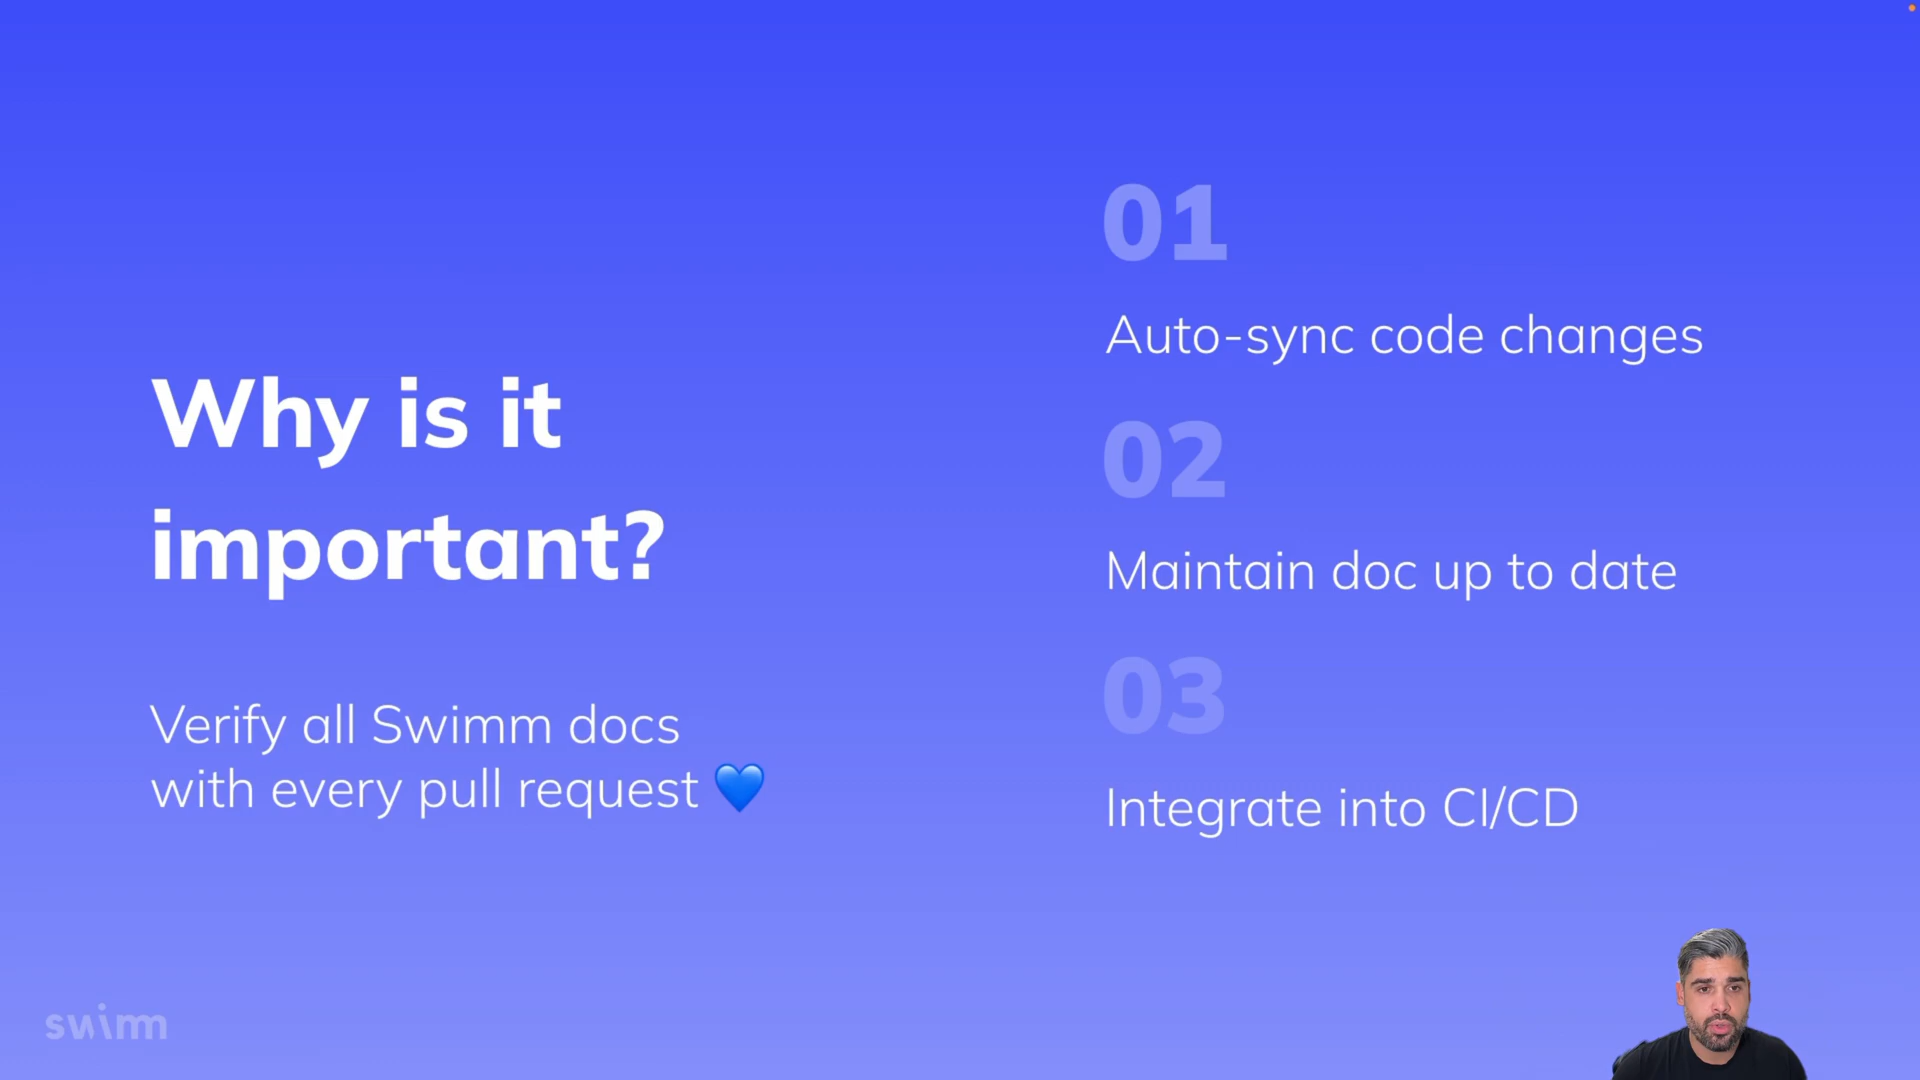 Why is it
important?
Verify all Swimm docs
with every pull request 💙
01
Auto-sync code changes
02
Maintain doc up to date
03
Integrate into CI/CD
swimm